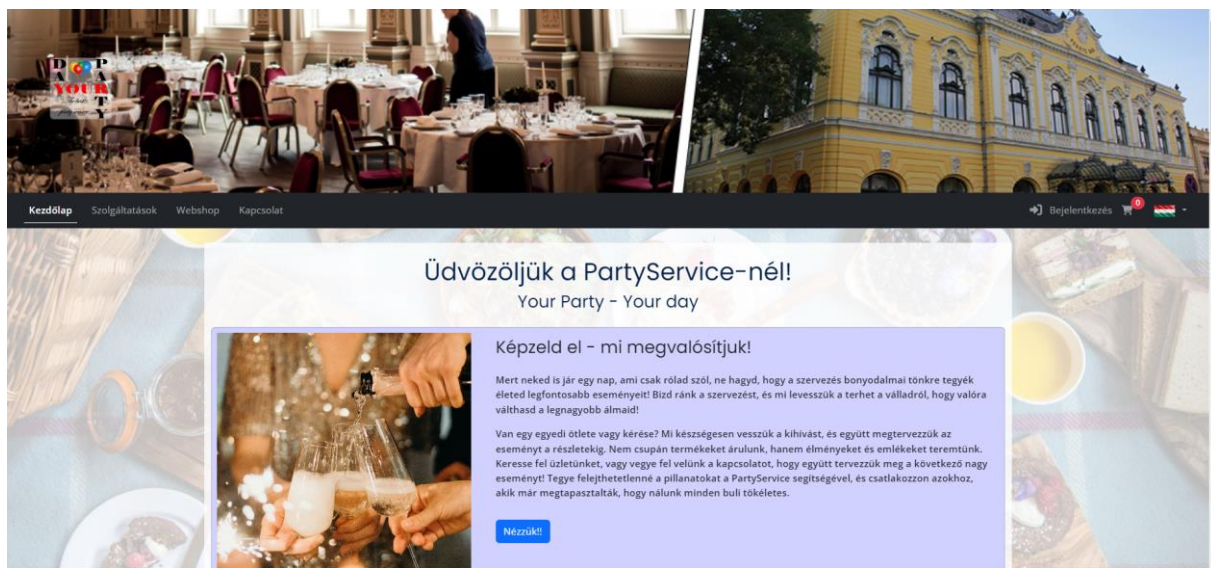 YOUR
Kezdőlap
Szolgáltatások
Webshop
Kapcsolat
Bejelentkezés
0
Üdvözöljük a PartyService-nél!
Your Party - Your day
Képzeld el - mi megvalósítjuk!
Mert neked is jár egy nap, ami csak rólad szól, ne hagyd, hogy a szervezés bonyodalmai tönkre tegyék
életed legfontosabb eseményeit! Bizd ránk a szervezést, és mi levesszük a terhet a válladról, hogy valóra
válthasd a legnagyobb álmaid!
Van egy egyedi ötlete vagy kérése? Mi készségesen vesszük a kihivást, és együtt megtervezzük az
eseményt a részletekig. Nem csupán termékeket árulunk, hanem élményeket és emlékeket teremtünk.
Keresse fel üzletünket, vagy vegye fel velünk a kapcsolatot, hogy együtt tervezzük meg a következő nagy
eseményt! Tegye felejthetetlenné a pillanatokat a PartyService segítségével, és csatlakozzon azokhoz,
akik már megtapasztalták, hogy nálunk minden buli tökéletes.
Nézzük!!